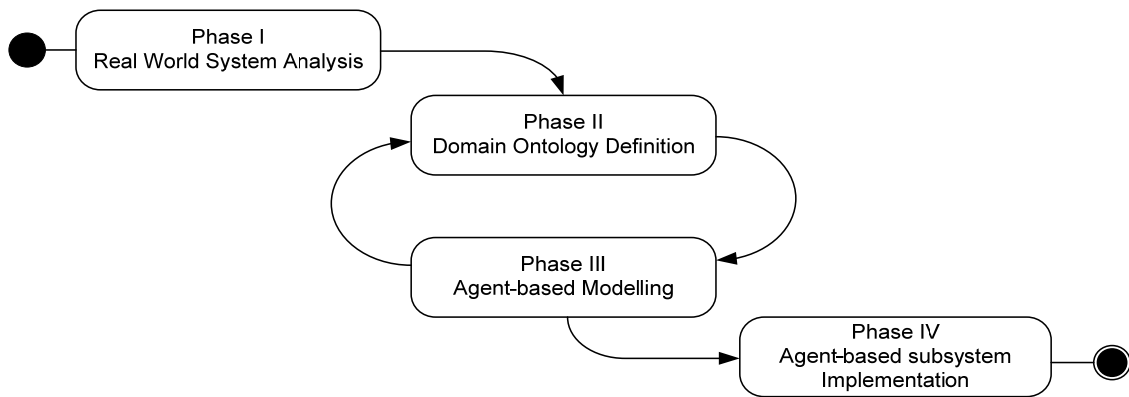 Phase I
Real World System Analysis
Phase II
Domain Ontology Definition
Phase III
Agent-based Modelling
Phase IV
Agent-based subsystem
Implementation